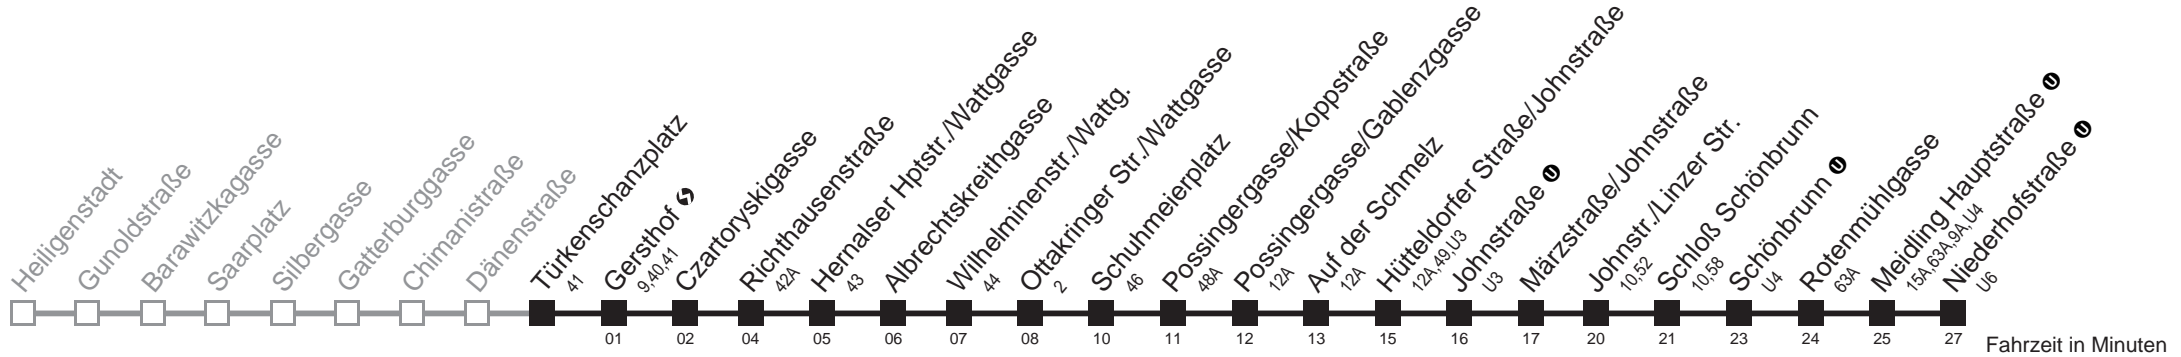 Heiligenstadt
Gunoldstraße
Barawitzkagasse
Saarplatz
Silbergasse
Gatterburggasse
Chimanistraße
Dänenstraße
Türkenschanzplatz
41
Gersthof
9,40,41
Czartoryskigasse
Richthausenstraße
42A
Hernalser Hptstr./Wattgasse
43
Albrechtskreithgasse
Wilhelminenstr./Wattg.
44
Ottakringer Str./Wattgasse
2
Schuhmeierplatz
46
Possingergasse/Koppstraße
48A
Possingergasse/Gablenzgasse
12A
Auf der Schmelz
12A
Hütteldorfer Straße/Johnstraße
12A,49,U3
Johnstraße U
U3
Märzstraße/Johnstraße
Johnstr./Linzer Str.
10,52
Schloß Schönbrunn
10,58
Schönbrunn U
U4
Rotenmühlgasse
63A
Meidling Hauptstraße U
15A,63A,9A,U4
Niederhofstraße U
U6
01 02 04 05 06 07 08 10 11 12 13 15 16 17 20 21 23 24 25 27 Fahrzeit in Minuten